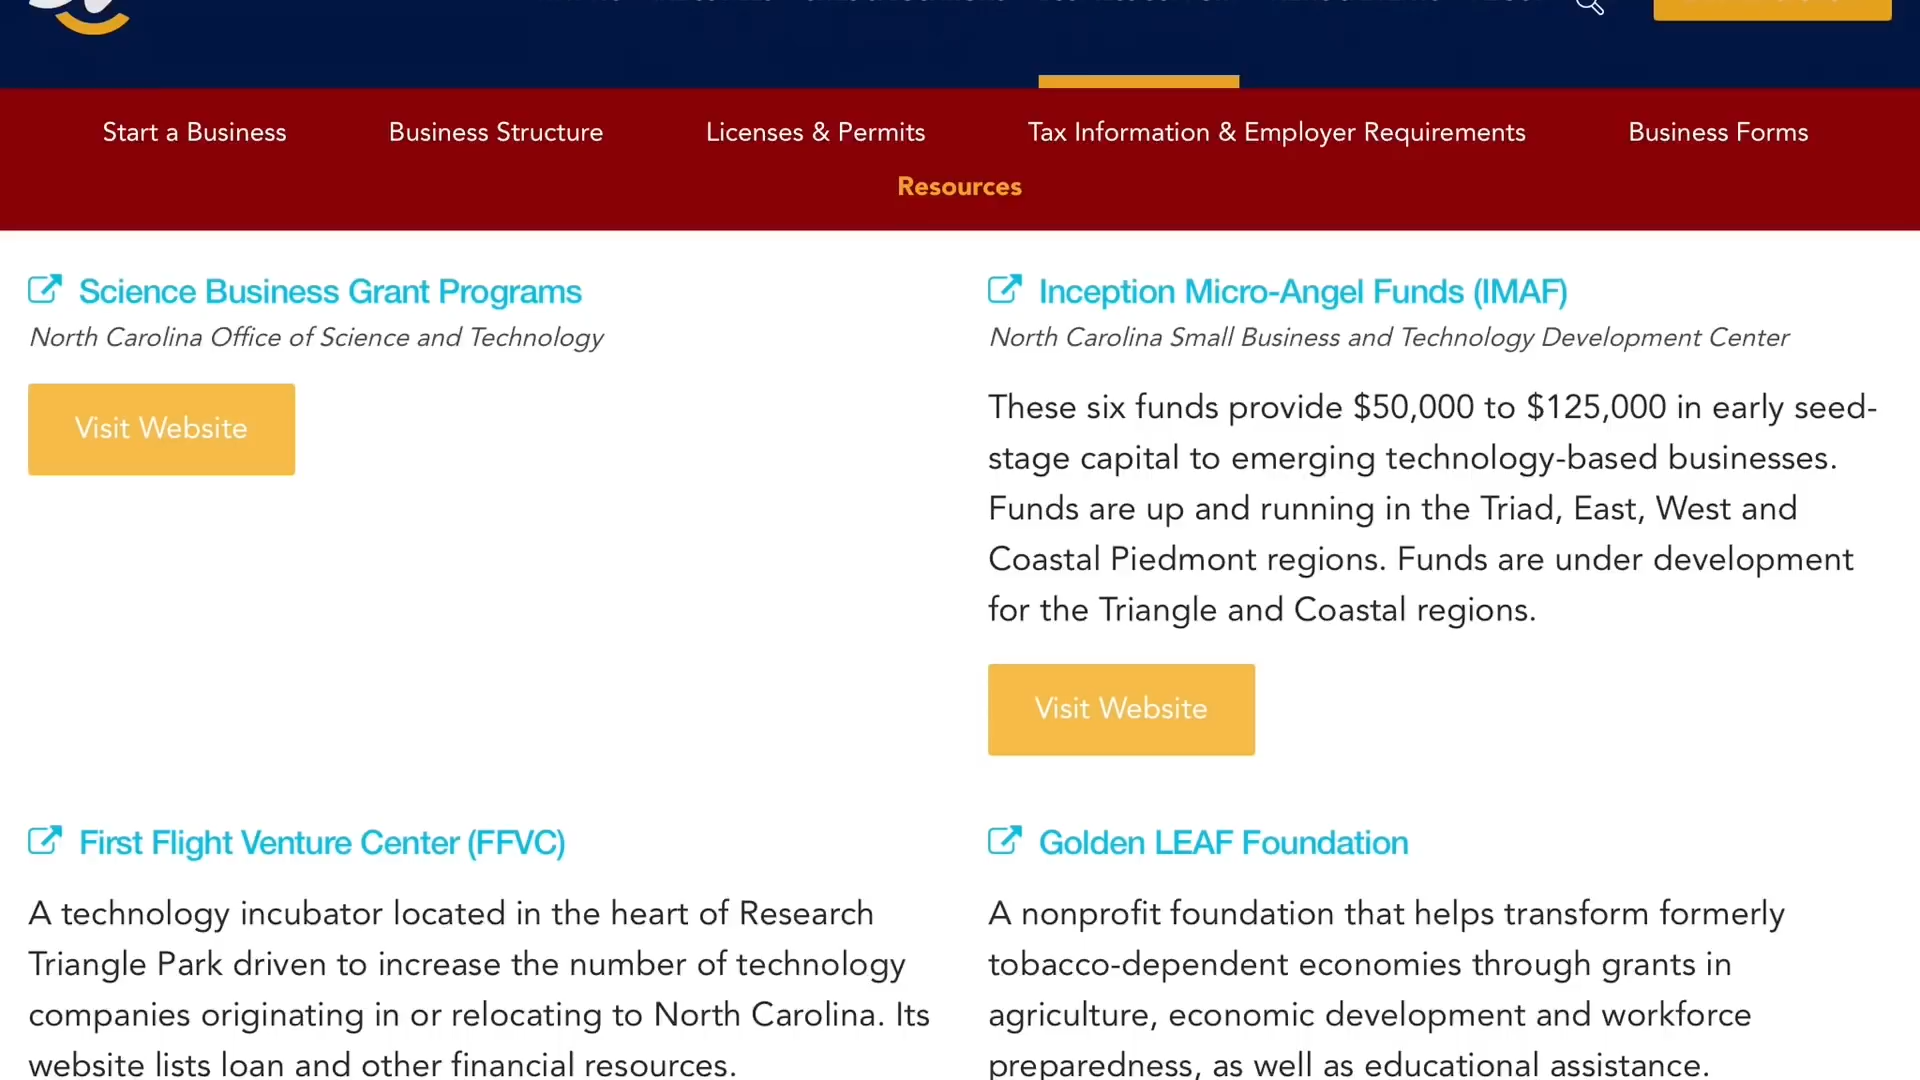 Start a Business
Business Structure
Licenses & Permits
Tax Information & Employer Requirements
Business Forms
Resources
Science Business Grant Programs
North Carolina Office of Science and Technology
Visit Website
Inception Micro-Angel Funds (IMAF)
North Carolina Small Business and Technology Development Center
These six funds provide $50,000 to $125,000 in early seed-
stage capital to emerging technology-based businesses.
Funds are up and running in the Triad, East, West and
Coastal Piedmont regions. Funds are under development
for the Triangle and Coastal regions.
Visit Website
First Flight Venture Center (FFVC)
A technology incubator located in the heart of Research
Triangle Park driven to increase the number of technology
companies originating in or relocating to North Carolina. Its
website lists loan and other financial resources.
Golden LEAF Foundation
A nonprofit foundation that helps transform formerly
tobacco-dependent economies through grants in
agriculture, economic development and workforce
preparedness, as well as educational assistance.